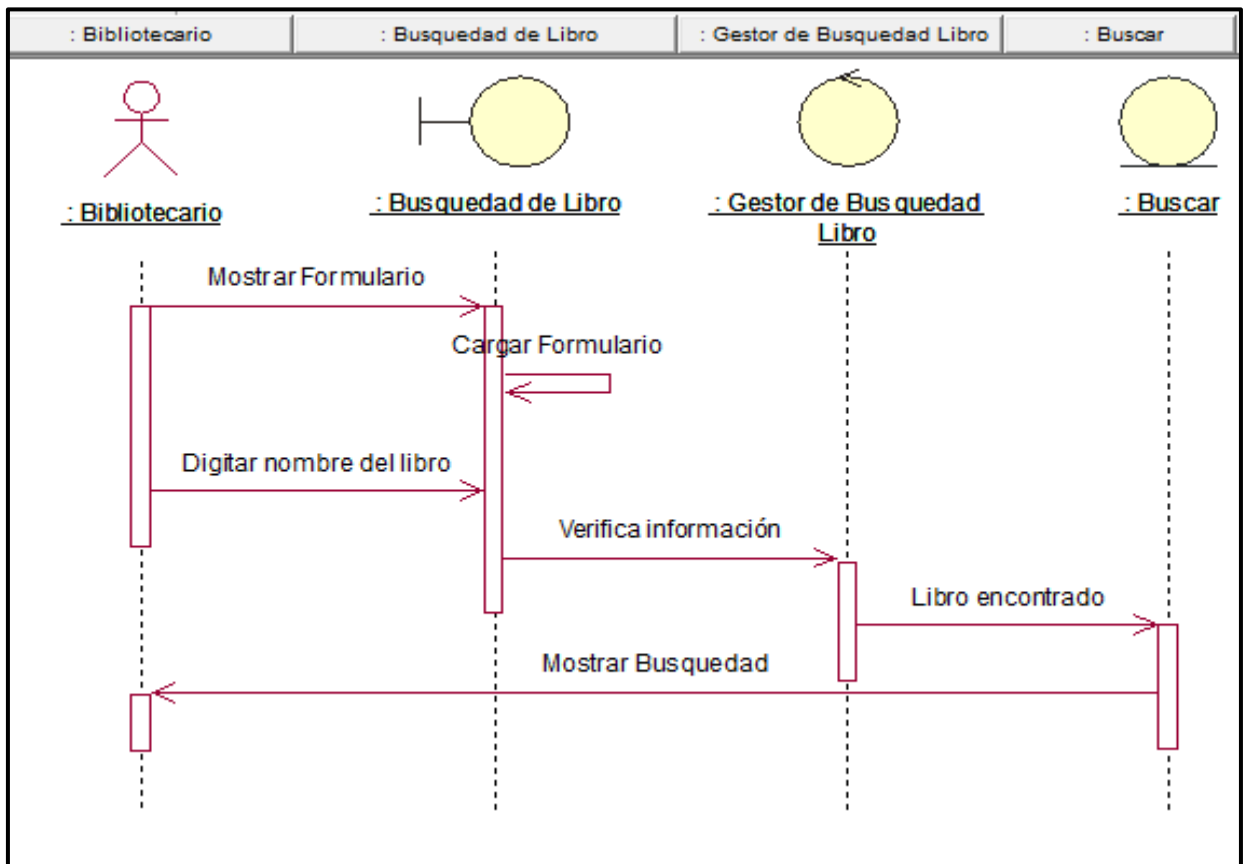 : Bibliotecario
: Busquedad de Libro
: Gestor de Busquedad Libro
: Buscar
: Bibliotecario
: Busquedad de Libro
: Gestor de Busquedad
Libro
: Buscar
Mostrar Formulario
Cargar Formulario
Digitar nombre del libro
Verifica información
Libro encontrado
Mostrar Busquedad